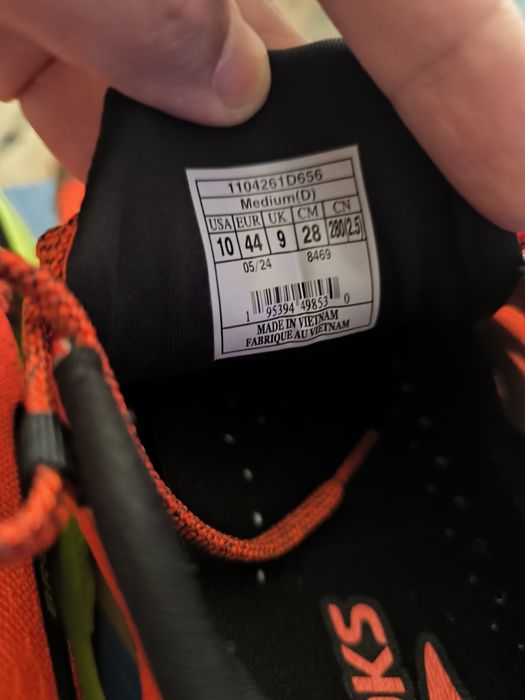 1104261D656
Medium(D)
USA EUR UK CM CN
10 44 9 28 280(2.5)
05/24 8469
1 95394 49853 0
MADE IN VIETNAM
FABRIQUE AU VIETNAM
KS